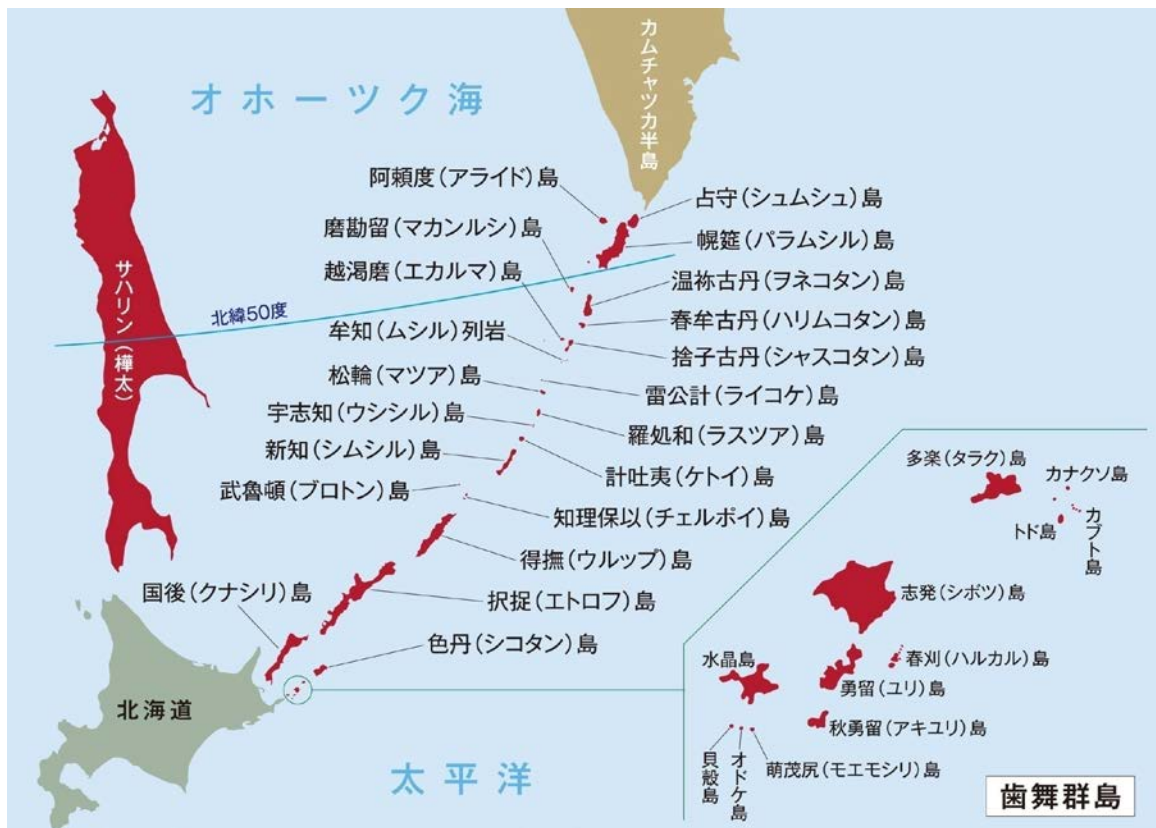 オホーツク海
カムチャツカ半島
阿頼度（アライド）島
占守（シュムシュ）島
磨勘留（マカンルシ）島
幌筵（パラムシル）島
越渇磨（エカルマ）島
温祢古丹（ヲネコタン）島
サハリン（樺太）
北緯50度
春牟古丹（ハリムコタン）島
牟知（ムシル）列岩
捨子古丹（シャスコタン）島
松輪（マツア）島
雷公計（ライコケ）島
宇志知（ウシシル）島
羅処和（ラスツア）島
新知（シムシル）島
計吐夷（ケトイ）島
武魯頓（ブロトン）島
知理保以（チェルポイ）島
得撫（ウルップ）島
国後（クナシリ）島
択捉（エトロフ）島
色丹（シコタン）島
北海道
太平洋
多楽（タラク）島
カナクソ島
トド島
カブト島
志発（シボツ）島
水晶島
春刈（ハルカル）島
勇留（ユリ）島
秋勇留（アキユリ）島
貝殻島
オドケ島
萌茂尻（モエモシリ）島
歯舞群島